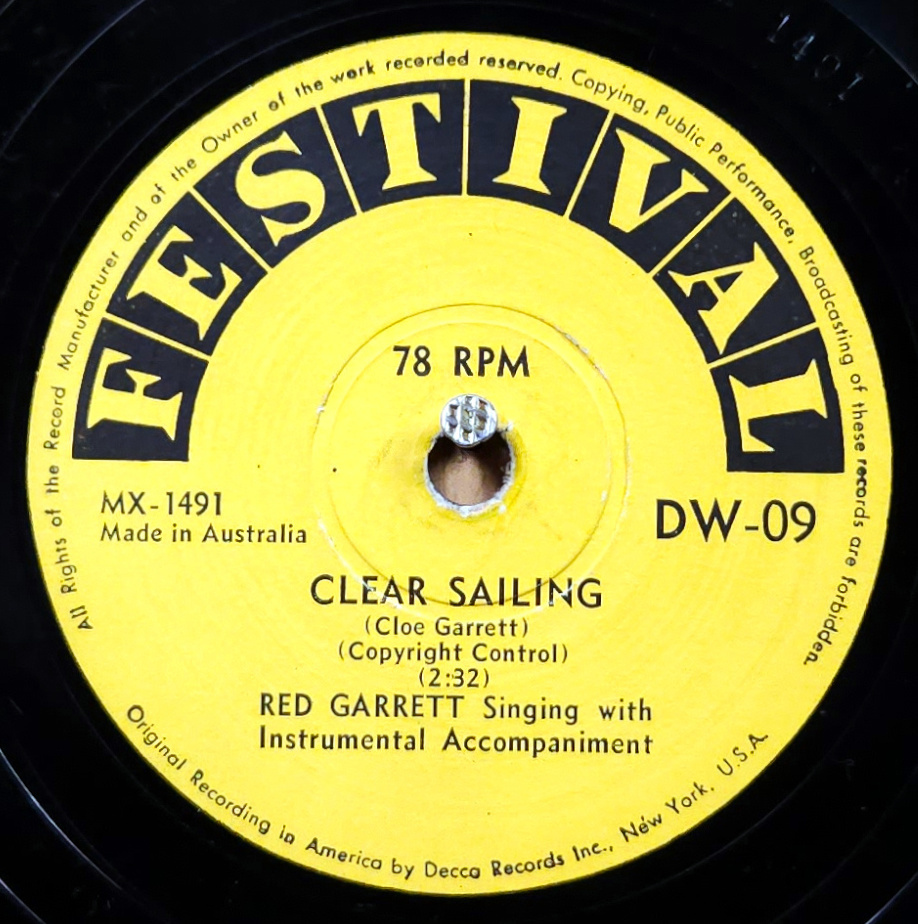 All Rights of the Record Manufacturer and of the Owner of the work recorded reserved. Copying, Public Performance, Broadcasting of these records are forbidden.
FESTIVAL
78 RPM
MX-1491
Made in Australia
DW-09
CLEAR SAILING
(Cloe Garrett)
(Copyright Control)
(2:32)
RED GARRETT Singing with
Instrumental Accompaniment
Original Recording in America by Decca Records Inc., New York, U.S.A.